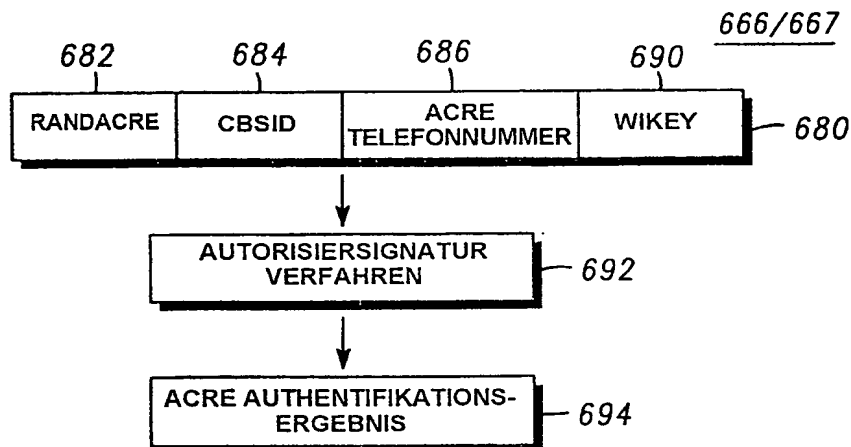 666/667
682 684 686 690
RANDACRE CBSID ACRE TELEFONNUMMER WIKEY 680
AUTORISIERSIGNATUR
VERFAHREN 692
ACRE AUTHENTIFIKATIONS-
ERGEBNIS 694